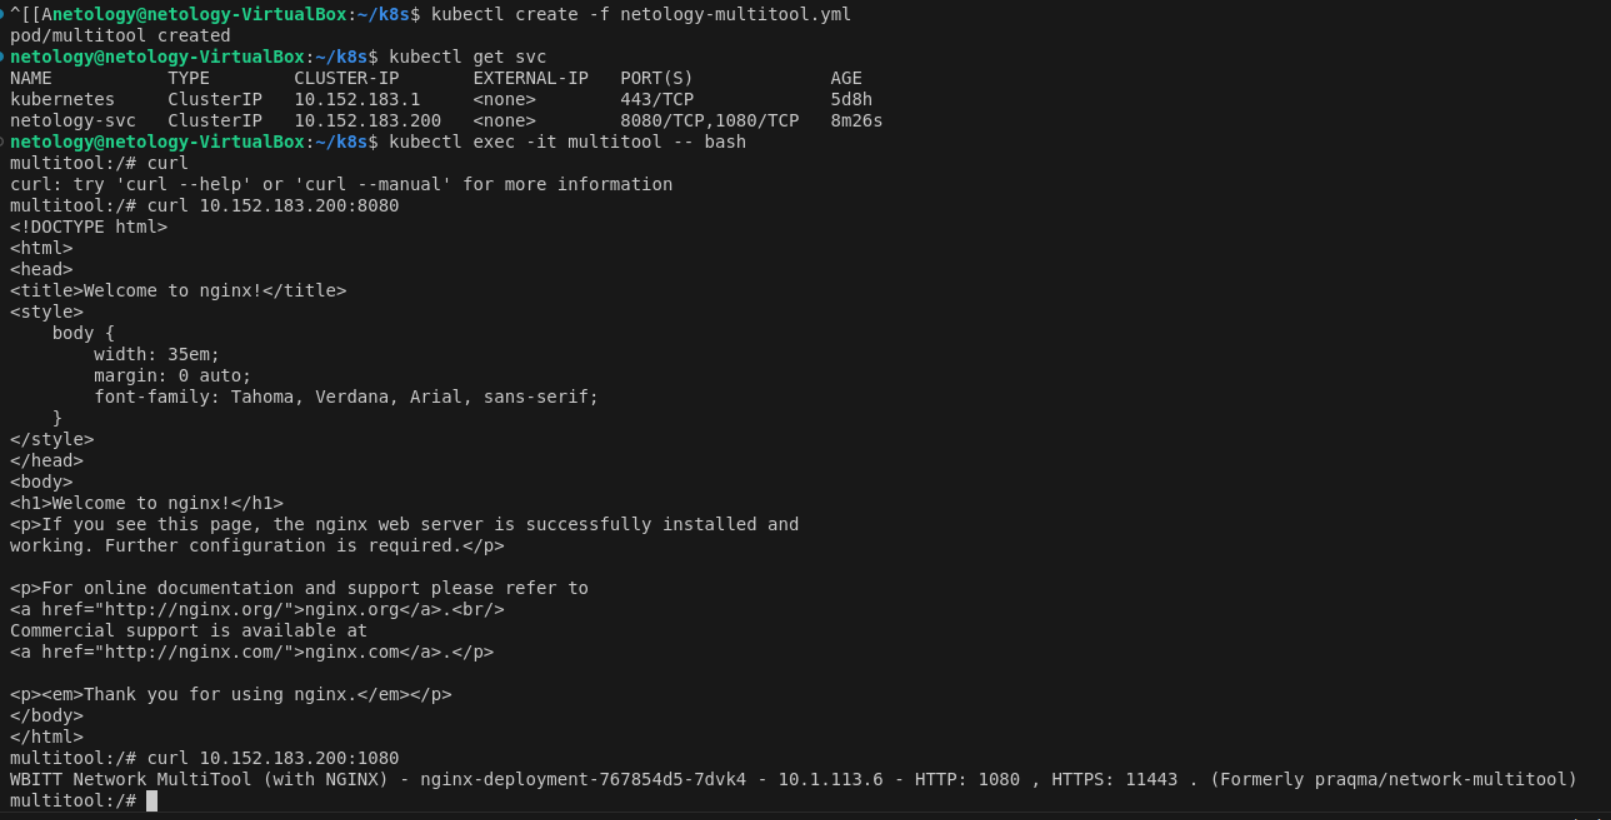 ^[[Anetology@netology-VirtualBox:~/k8s$ kubectl create -f netology-multitool.yml
pod/multitool created
netology@netology-VirtualBox:~/k8s$ kubectl get svc
NAME         TYPE        CLUSTER-IP       EXTERNAL-IP   PORT(S)             AGE
kubernetes     ClusterIP   10.152.183.1     <none>        443/TCP             5d8h
netology-svc   ClusterIP   10.152.183.200   <none>        8080/TCP,1080/TCP   8m26s
netology@netology-VirtualBox:~/k8s$ kubectl exec -it multitool -- bash
multitool:/# curl
curl: try 'curl --help' or 'curl --manual' for more information
multitool:/# curl 10.152.183.200:8080
<!DOCTYPE html>
<html>
<head>
<title>Welcome to nginx!</title>
<style>
    body {
        width: 35em;
        margin: 0 auto;
        font-family: Tahoma, Verdana, Arial, sans-serif;
    }
</style>
</head>
<body>
<h1>Welcome to nginx!</h1>
<p>If you see this page, the nginx web server is successfully installed and
working. Further configuration is required.</p>

<p>For online documentation and support please refer to
<a href="http://nginx.org/">nginx.org</a>.<br/>
Commercial support is available at
<a href="http://nginx.com/">nginx.com</a>.</p>

<p><em>Thank you for using nginx.</em></p>
</body>
</html>
multitool:/# curl 10.152.183.200:1080
WBITT Network MultiTool (with NGINX) - nginx-deployment-767854d5-7dvk4 - 10.1.113.6 - HTTP: 1080 , HTTPS: 11443 . (Formerly praqma/network-multitool)
multitool:/#